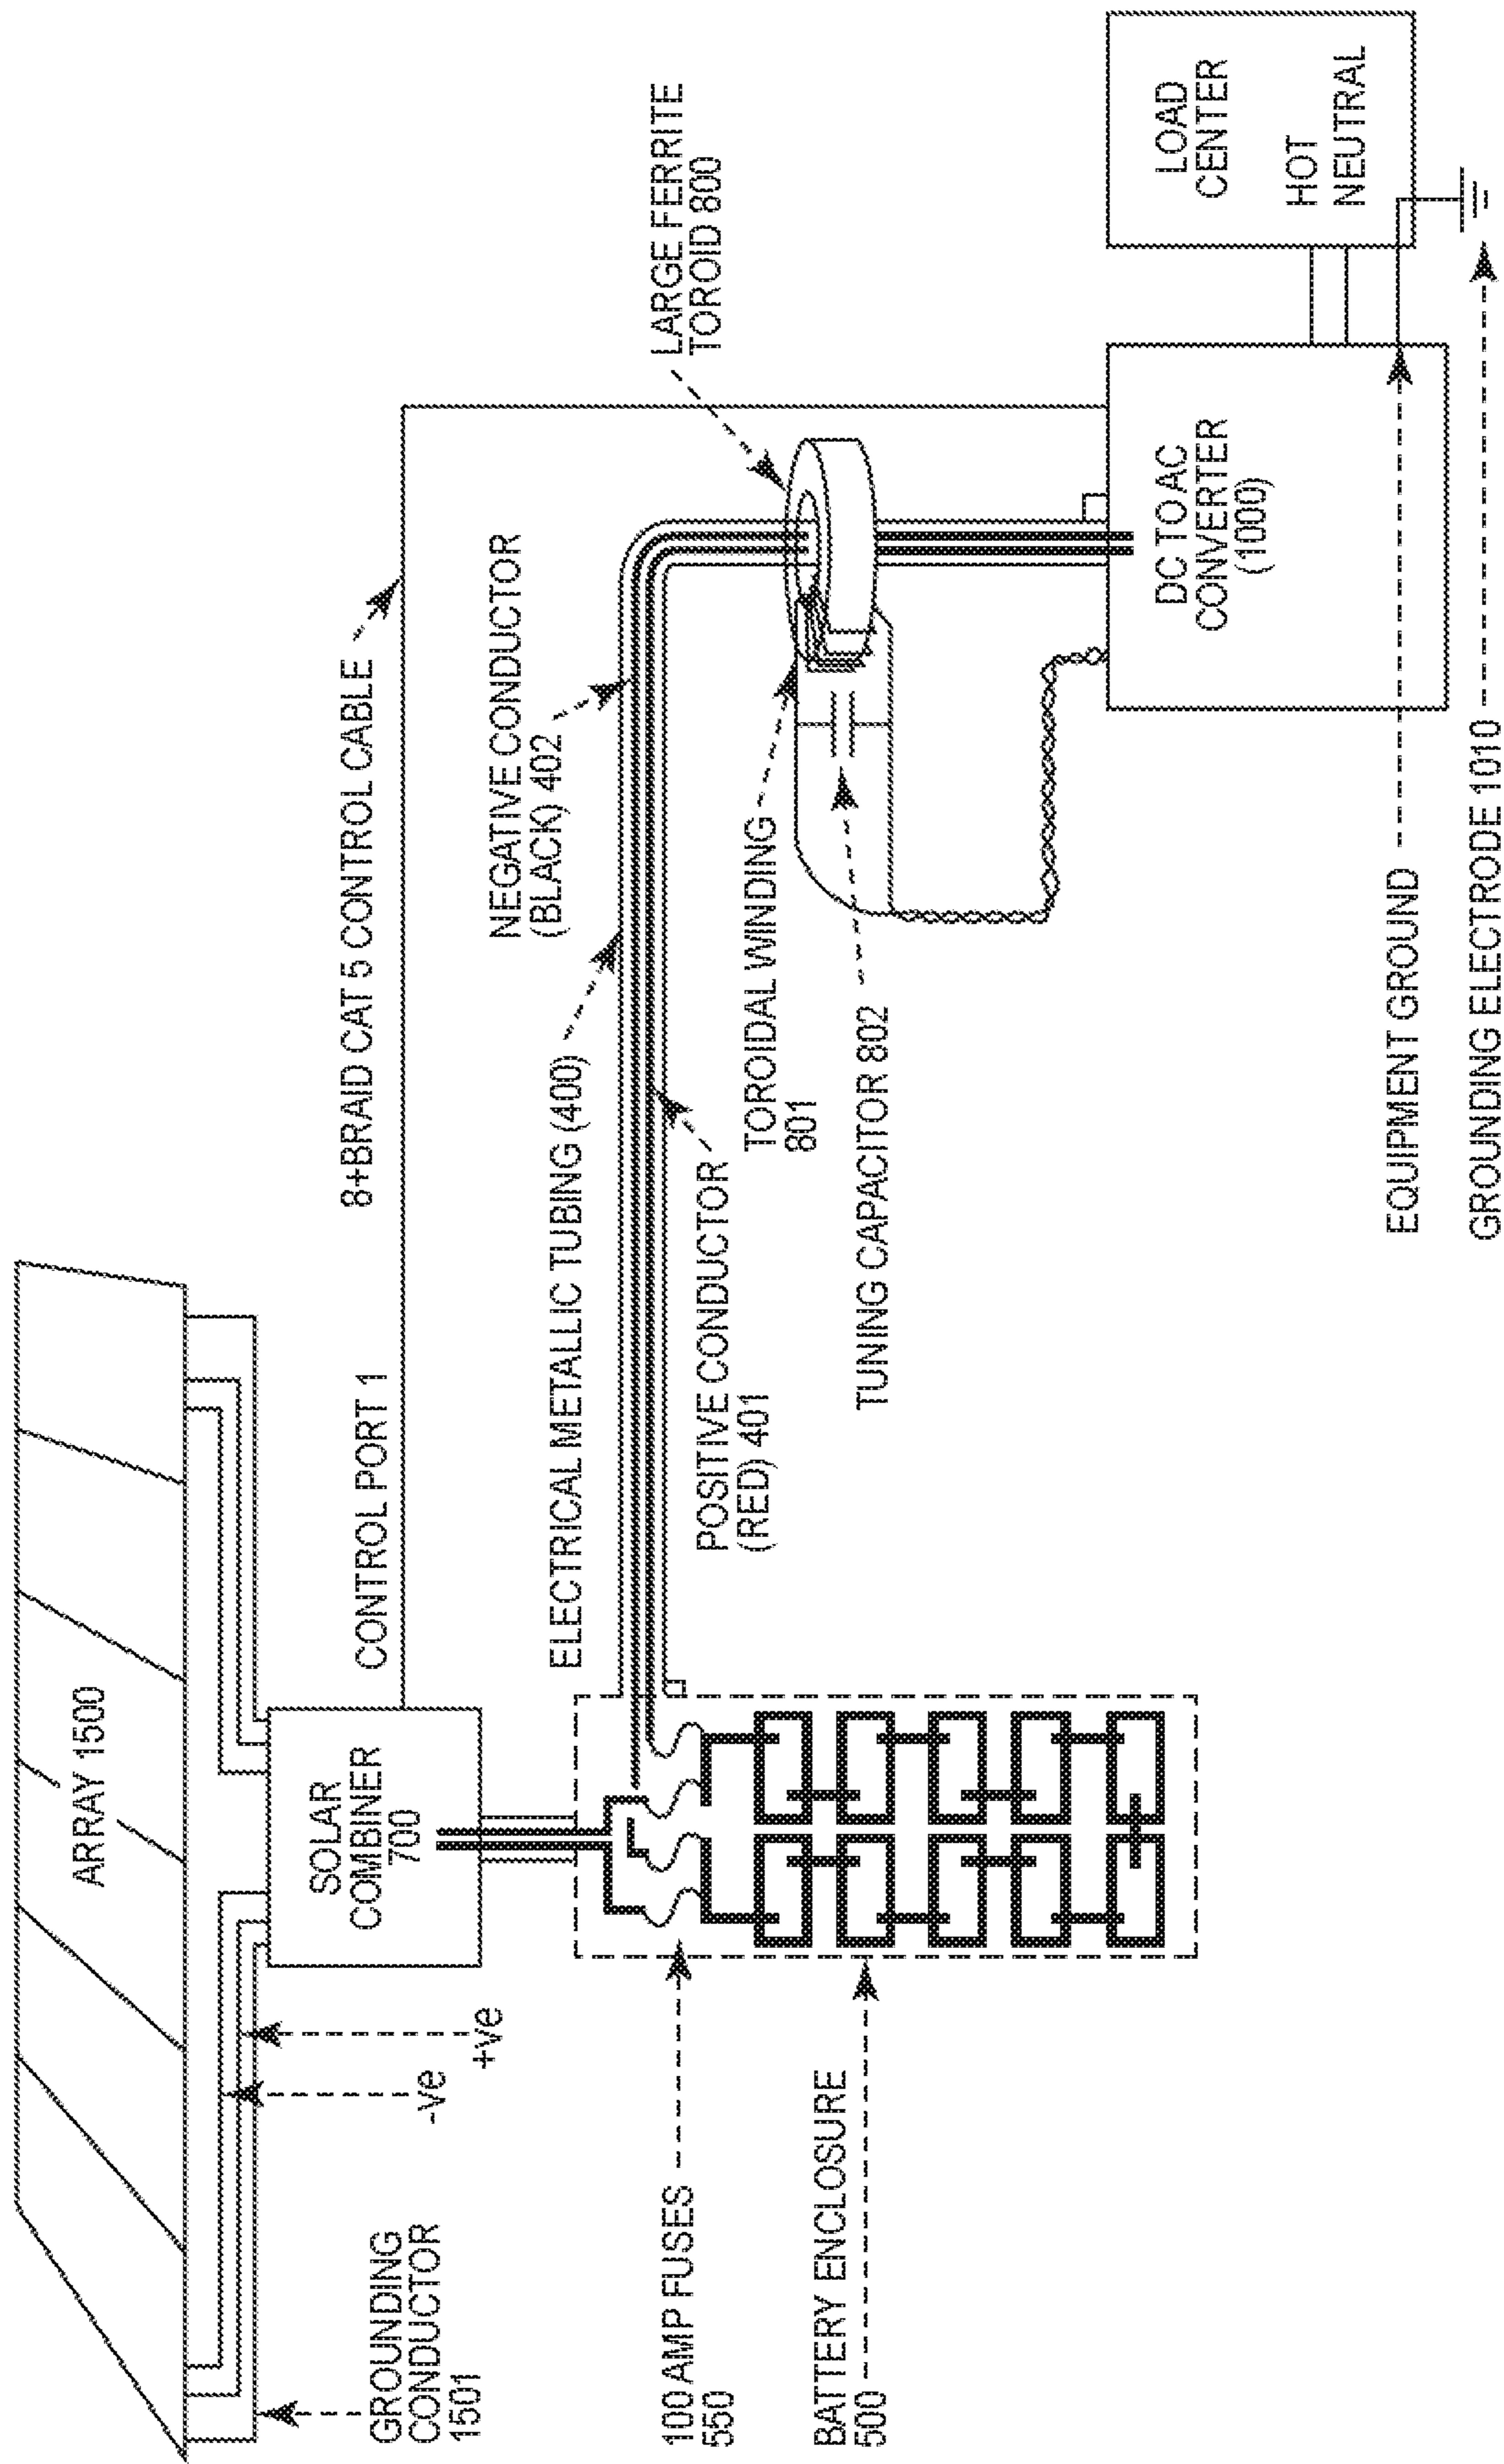 ARRAY 1500
GROUNDING
CONDUCTOR
1501
-ve
+ve
SOLAR
COMBINER
700
CONTROL PORT 1
8+BRAID CAT 5 CONTROL CABLE
ELECTRICAL METALLIC TUBING (400)
NEGATIVE CONDUCTOR
(BLACK) 402
LARGE FERRITE
TOROID 800
POSITIVE CONDUCTOR
(RED) 401
TOROIDAL WINDING
801
TUNING CAPACITOR 802
100 AMP FUSES
550
BATTERY ENCLOSURE
500
DC TO AC
CONVERTER
(1000)
LOAD
CENTER
HOT
NEUTRAL
EQUIPMENT GROUND
GROUNDING ELECTRODE 1010